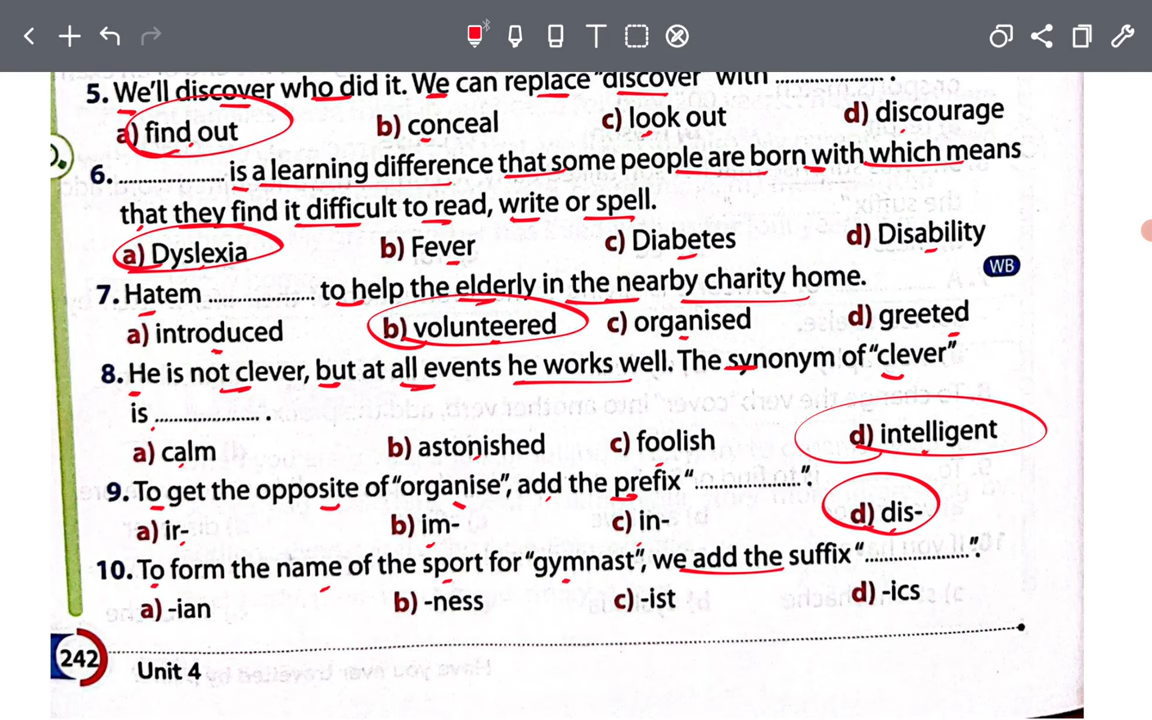 5. We'll discover who did it. We can replace "discover" with .................... .
a) find out b) conceal c) look out d) discourage
6. .................... is a learning difference that some people are born with which means
that they find it difficult to read, write or spell.
a) Dyslexia b) Fever c) Diabetes d) Disability
7. Hatem .................... to help the elderly in the nearby charity home. WB
a) introduced b) volunteered c) organised d) greeted
8. He is not clever, but at all events he works well. The synonym of "clever"
is .................... .
a) calm b) astonished c) foolish d) intelligent
9. To get the opposite of "organise", add the prefix "....................".
a) ir- b) im- c) in- d) dis-
10. To form the name of the sport for "gymnast", we add the suffix "....................".
a) -ian b) -ness c) -ist d) -ics
242 Unit 4